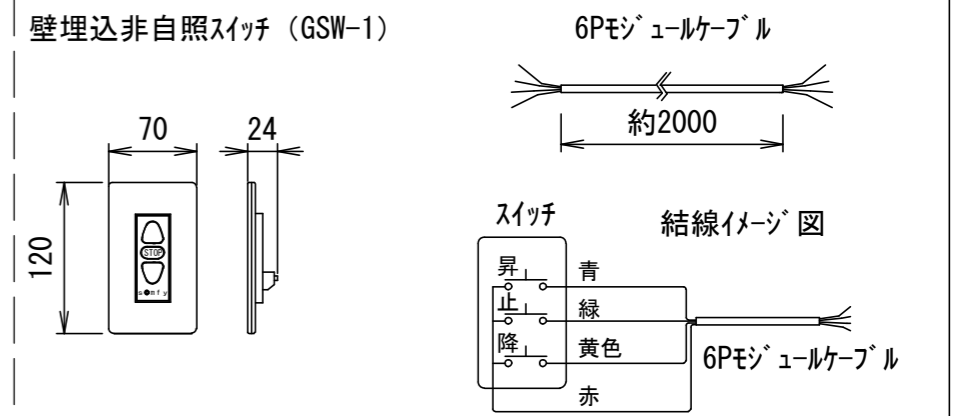 壁埋込非自照ｽｲｯﾁ（GSW-1）
6Pﾓｼﾞｭｰﾙｹｰﾌﾞﾙ
約2000
70
24
120
STOP
somfy
ｽｲｯﾁ
結線ｲﾒｰｼﾞ図
昇
青
止
緑
降
黄色
6Pﾓｼﾞｭｰﾙｹｰﾌﾞﾙ
赤